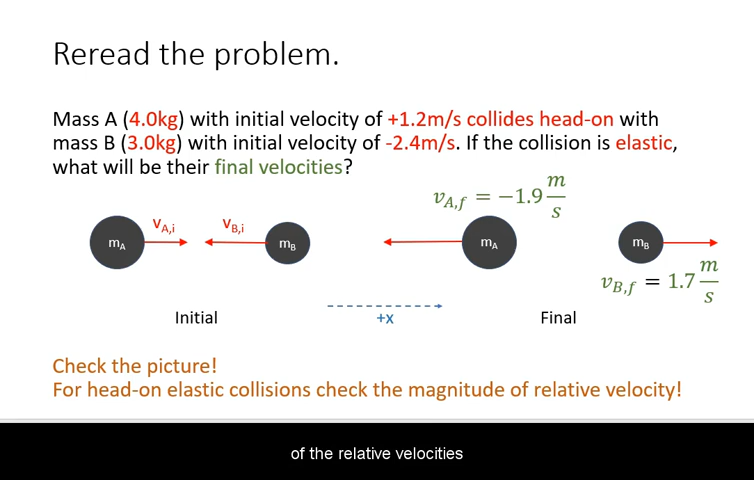 Reread the problem.
Mass A (4.0kg) with initial velocity of +1.2m/s collides head-on with
mass B (3.0kg) with initial velocity of -2.4m/s. If the collision is elastic,
what will be their final velocities?
v_{A,f} = −1.9 m/s
v_{A,i} v_{B,i}
m_A m_B m_A m_B
v_{B,f} = 1.7 m/s
Initial +x Final
Check the picture!
For head-on elastic collisions check the magnitude of relative velocity!
of the relative velocities